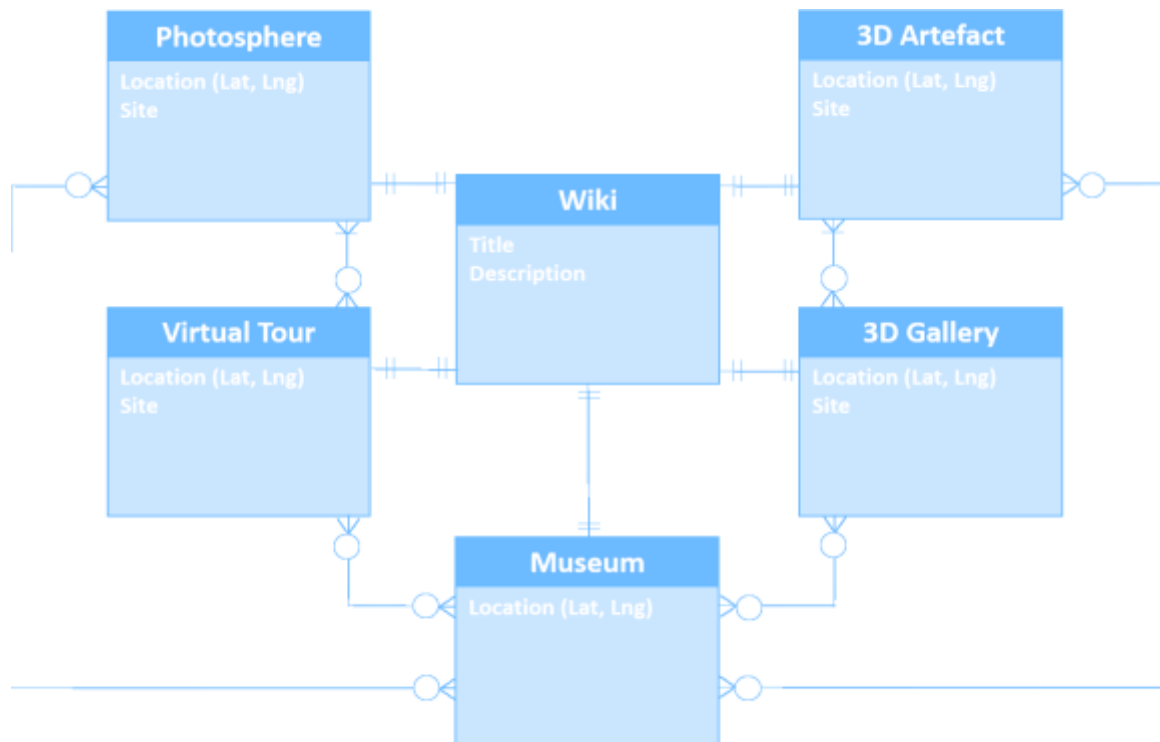 Photosphere
Location (Lat, Lng)
Site
3D Artefact
Location (Lat, Lng)
Site
Wiki
Title
Description
Virtual Tour
Location (Lat, Lng)
Site
3D Gallery
Location (Lat, Lng)
Site
Museum
Location (Lat, Lng)